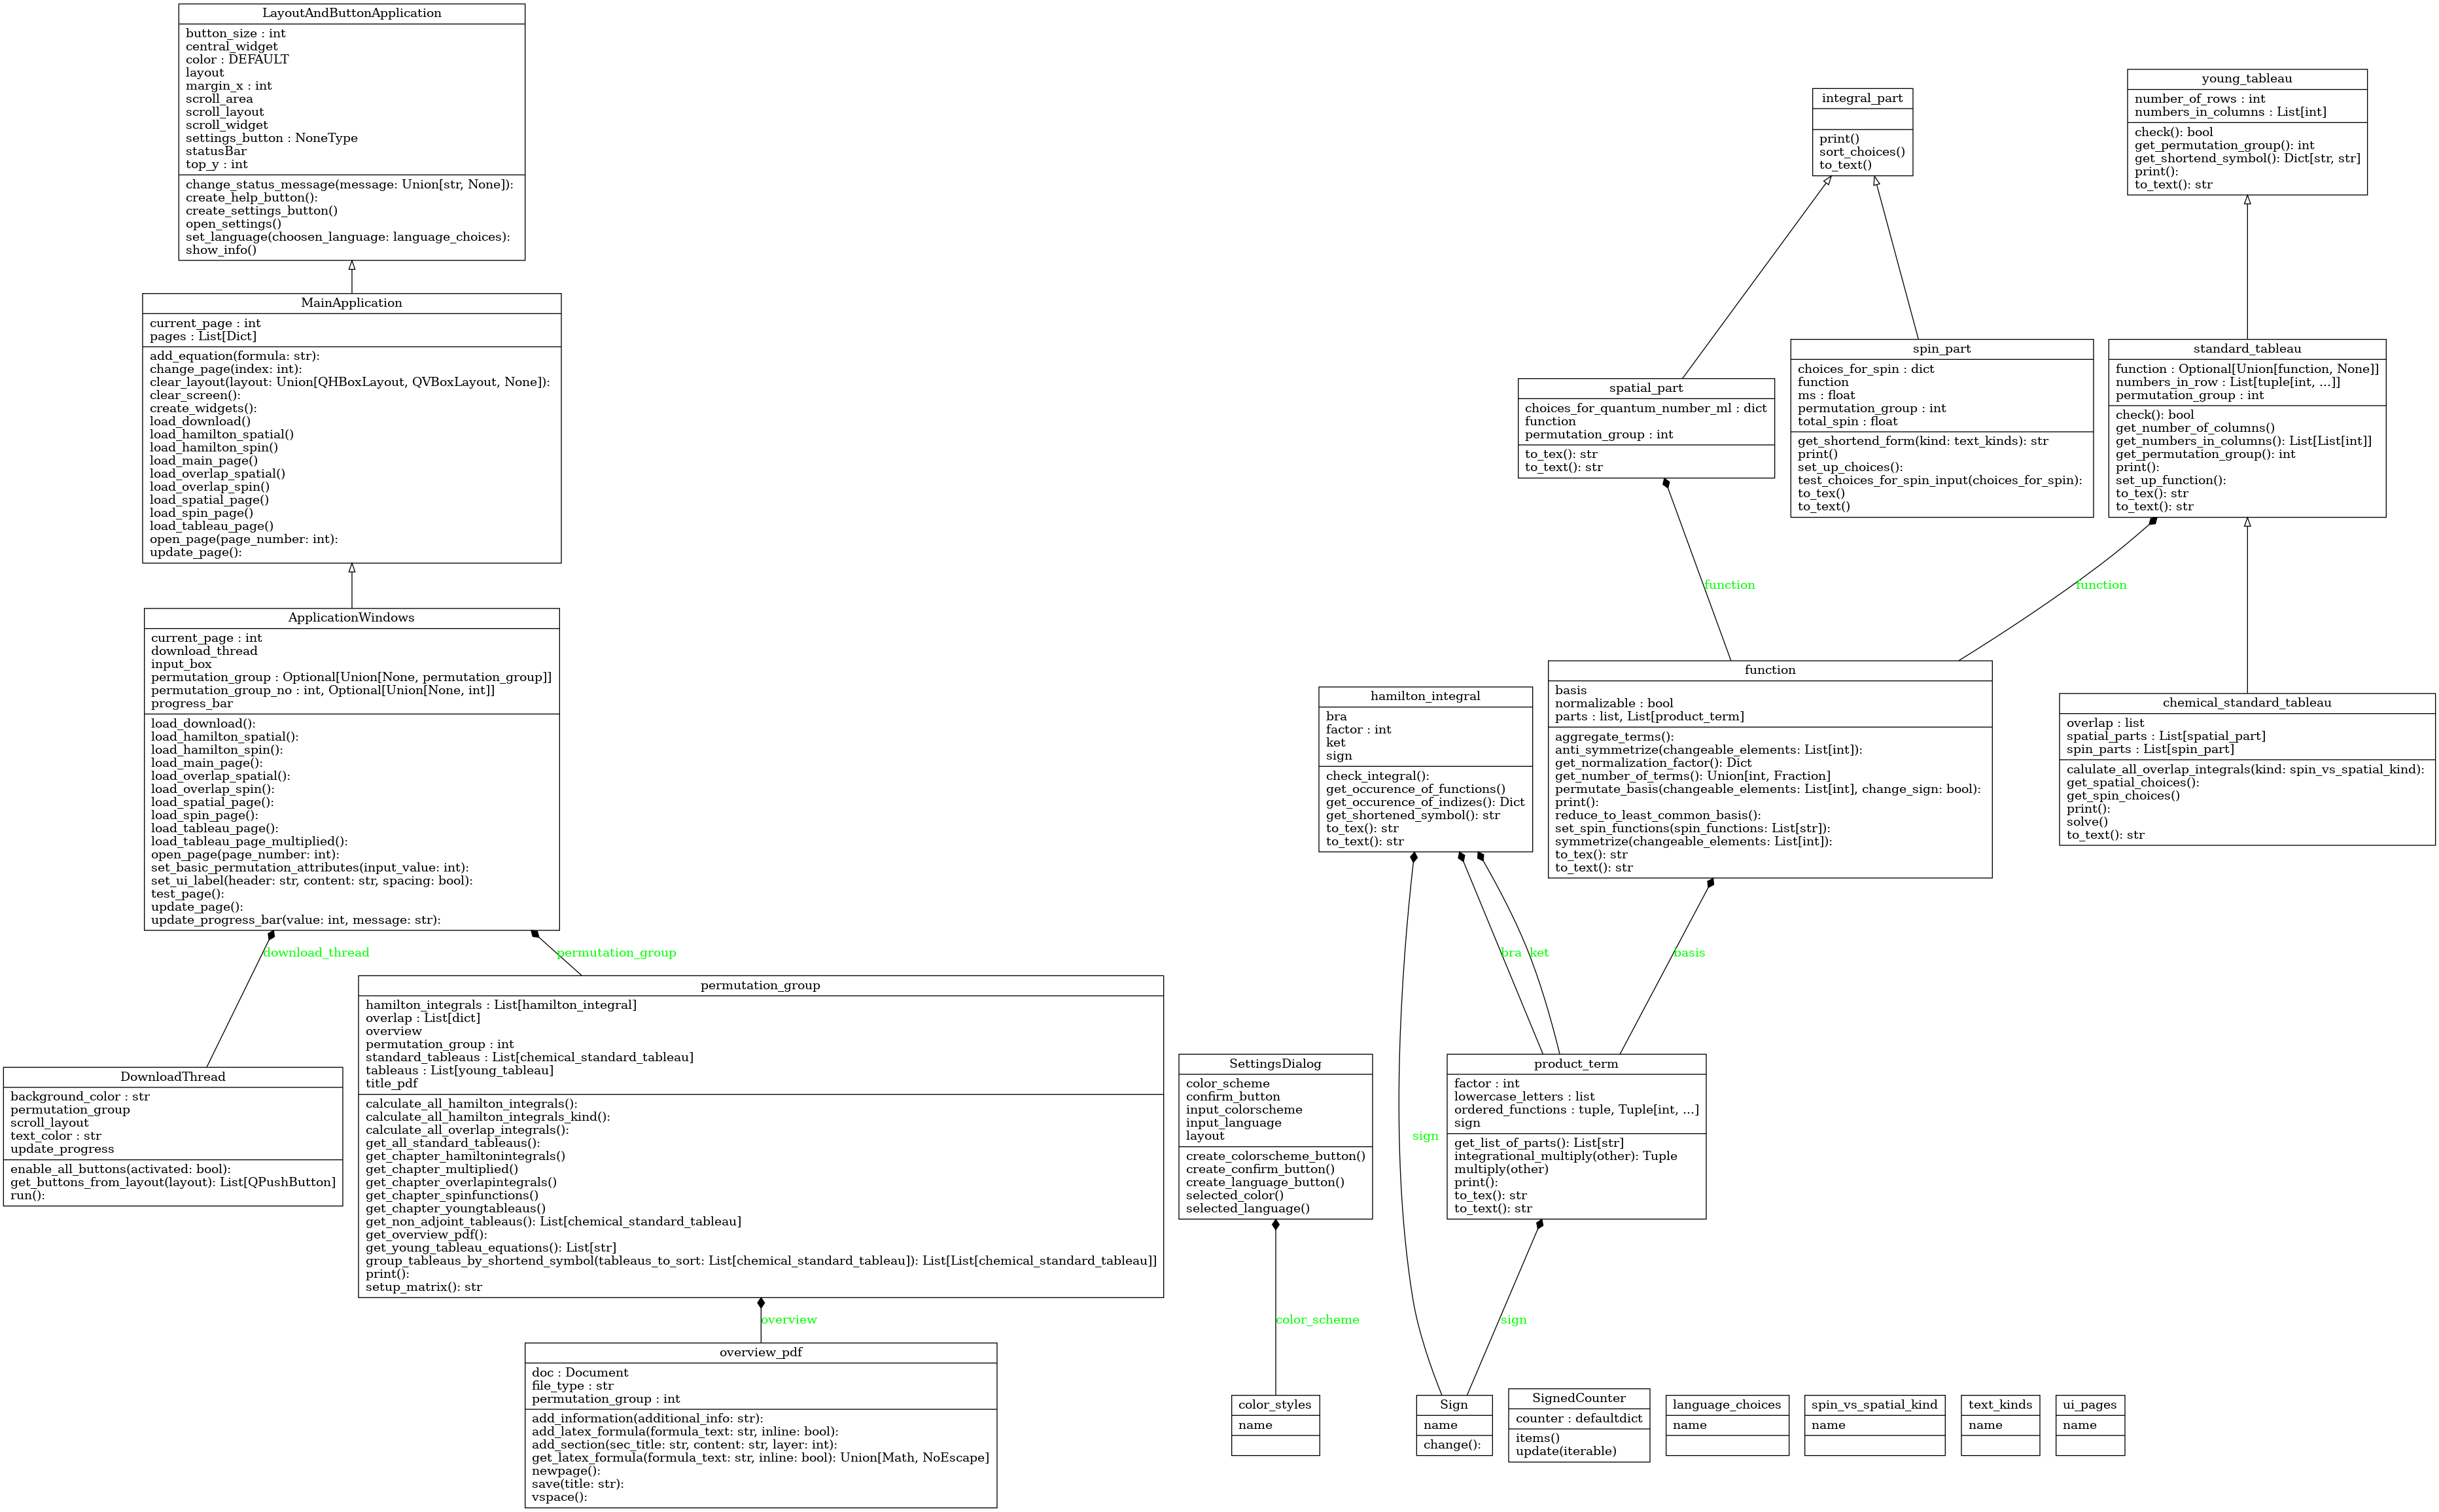 LayoutAndButtonApplication
button_size : int
central_widget
color : DEFAULT
layout
margin_x : int
scroll_area
scroll_layout
scroll_widget
settings_button : NoneType
statusBar
top_y : int
change_status_message(message: Union[str, None]):
create_help_button():
create_settings_button()
open_settings()
set_language(choosen_language: language_choices):
show_info()
MainApplication
current_page : int
pages : List[Dict]
add_equation(formula: str):
change_page(index: int):
clear_layout(layout: Union[QHBoxLayout, QVBoxLayout, None]):
clear_screen():
create_widgets():
load_download()
load_hamilton_spatial()
load_hamilton_spin()
load_main_page()
load_overlap_spatial()
load_overlap_spin()
load_spatial_page()
load_spin_page()
load_tableau_page()
open_page(page_number: int):
update_page():
ApplicationWindows
current_page : int
download_thread
input_box
permutation_group : Optional[Union[None, permutation_group]]
permutation_group_no : int, Optional[Union[None, int]]
progress_bar
load_download():
load_hamilton_spatial():
load_hamilton_spin():
load_main_page():
load_overlap_spatial():
load_overlap_spin():
load_spatial_page():
load_spin_page():
load_tableau_page():
load_tableau_page_multiplied():
open_page(page_number: int):
set_basic_permutation_attributes(input_value: int):
set_ui_label(header: str, content: str, spacing: bool):
test_page():
update_page():
update_progress_bar(value: int, message: str):
download_thread
permutation_group
DownloadThread
background_color : str
permutation_group
scroll_layout
text_color : str
update_progress
enable_all_buttons(activated: bool):
get_buttons_from_layout(layout): List[QPushButton]
run():
permutation_group
hamilton_integrals : List[hamilton_integral]
overlap : List[dict]
overview
permutation_group : int
standard_tableaus : List[chemical_standard_tableau]
tableaus : List[young_tableau]
title_pdf
calculate_all_hamilton_integrals():
calculate_all_hamilton_integrals_kind():
calculate_all_overlap_integrals():
get_all_standard_tableaus():
get_chapter_hamiltonintegrals()
get_chapter_multiplied()
get_chapter_overlapintegrals()
get_chapter_spinfunctions()
get_chapter_youngtableaus()
get_non_adjoint_tableaus(): List[chemical_standard_tableau]
get_overview_pdf():
get_young_tableau_equations(): List[str]
group_tableaus_by_shortend_symbol(tableaus_to_sort: List[chemical_standard_tableau]): List[List[chemical_standard_tableau]]
print():
setup_matrix(): str
overview
overview_pdf
doc : Document
file_type : str
permutation_group : int
add_information(additional_info: str):
add_latex_formula(formula_text: str, inline: bool):
add_section(sec_title: str, content: str, layer: int):
get_latex_formula(formula_text: str, inline: bool): Union[Math, NoEscape]
newpage():
save(title: str):
vspace():
integral_part
print()
sort_choices()
to_text()
young_tableau
number_of_rows : int
numbers_in_columns : List[int]
check(): bool
get_permutation_group(): int
get_shortend_symbol(): Dict[str, str]
print():
to_text(): str
spatial_part
choices_for_quantum_number_ml : dict
function
permutation_group : int
to_tex(): str
to_text(): str
spin_part
choices_for_spin : dict
function
ms : float
permutation_group : int
total_spin : float
get_shortend_form(kind: text_kinds): str
print()
set_up_choices():
test_choices_for_spin_input(choices_for_spin):
to_tex()
to_text()
standard_tableau
function : Optional[Union[function, None]]
numbers_in_row : List[tuple[int, ...]]
permutation_group : int
check(): bool
get_number_of_columns()
get_numbers_in_columns(): List[List[int]]
get_permutation_group(): int
print():
set_up_function():
to_tex(): str
to_text(): str
function
function
hamilton_integral
bra
factor : int
ket
sign
check_integral():
get_occurence_of_functions()
get_occurence_of_indizes(): Dict
get_shortened_symbol(): str
to_tex(): str
to_text(): str
function
basis
normalizable : bool
parts : list, List[product_term]
aggregate_terms():
anti_symmetrize(changeable_elements: List[int]):
get_normalization_factor(): Dict
get_number_of_terms(): Union[int, Fraction]
permutate_basis(changeable_elements: List[int], change_sign: bool):
print():
reduce_to_least_common_basis():
set_spin_functions(spin_functions: List[str]):
symmetrize(changeable_elements: List[int]):
to_tex(): str
to_text(): str
chemical_standard_tableau
overlap : list
spatial_parts : List[spatial_part]
spin_parts : List[spin_part]
calulate_all_overlap_integrals(kind: spin_vs_spatial_kind):
get_spatial_choices():
get_spin_choices()
print():
solve()
to_text(): str
bra
ket
basis
SettingsDialog
color_scheme
confirm_button
input_colorscheme
input_language
layout
create_colorscheme_button()
create_confirm_button()
create_language_button()
selected_color()
selected_language()
sign
product_term
factor : int
lowercase_letters : list
ordered_functions : tuple, Tuple[int, ...]
sign
get_list_of_parts(): List[str]
integrational_multiply(other): Tuple
multiply(other)
print():
to_tex(): str
to_text(): str
color_scheme
sign
color_styles
name
Sign
name
change():
SignedCounter
counter : defaultdict
items()
update(iterable)
language_choices
name
spin_vs_spatial_kind
name
text_kinds
name
ui_pages
name